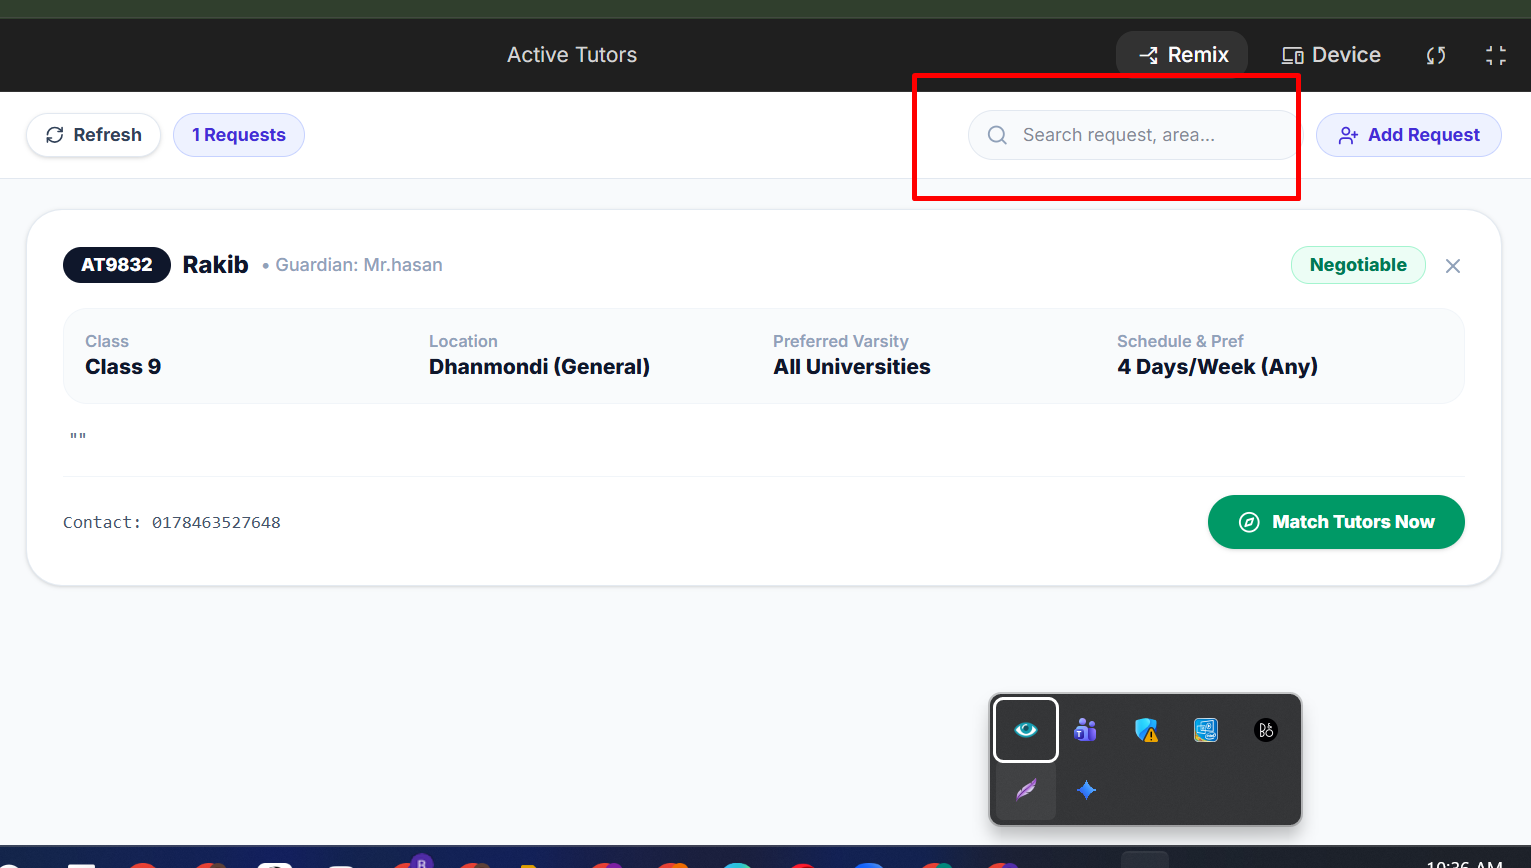 Active Tutors
Remix
Device
Refresh
1 Requests
Search request, area...
Add Request
AT9832 Rakib • Guardian: Mr.hasan
Negotiable
Class
Class 9
Location
Dhanmondi (General)
Preferred Varsity
All Universities
Schedule & Pref
4 Days/Week (Any)
""
Contact: 0178463527648
Match Tutors Now